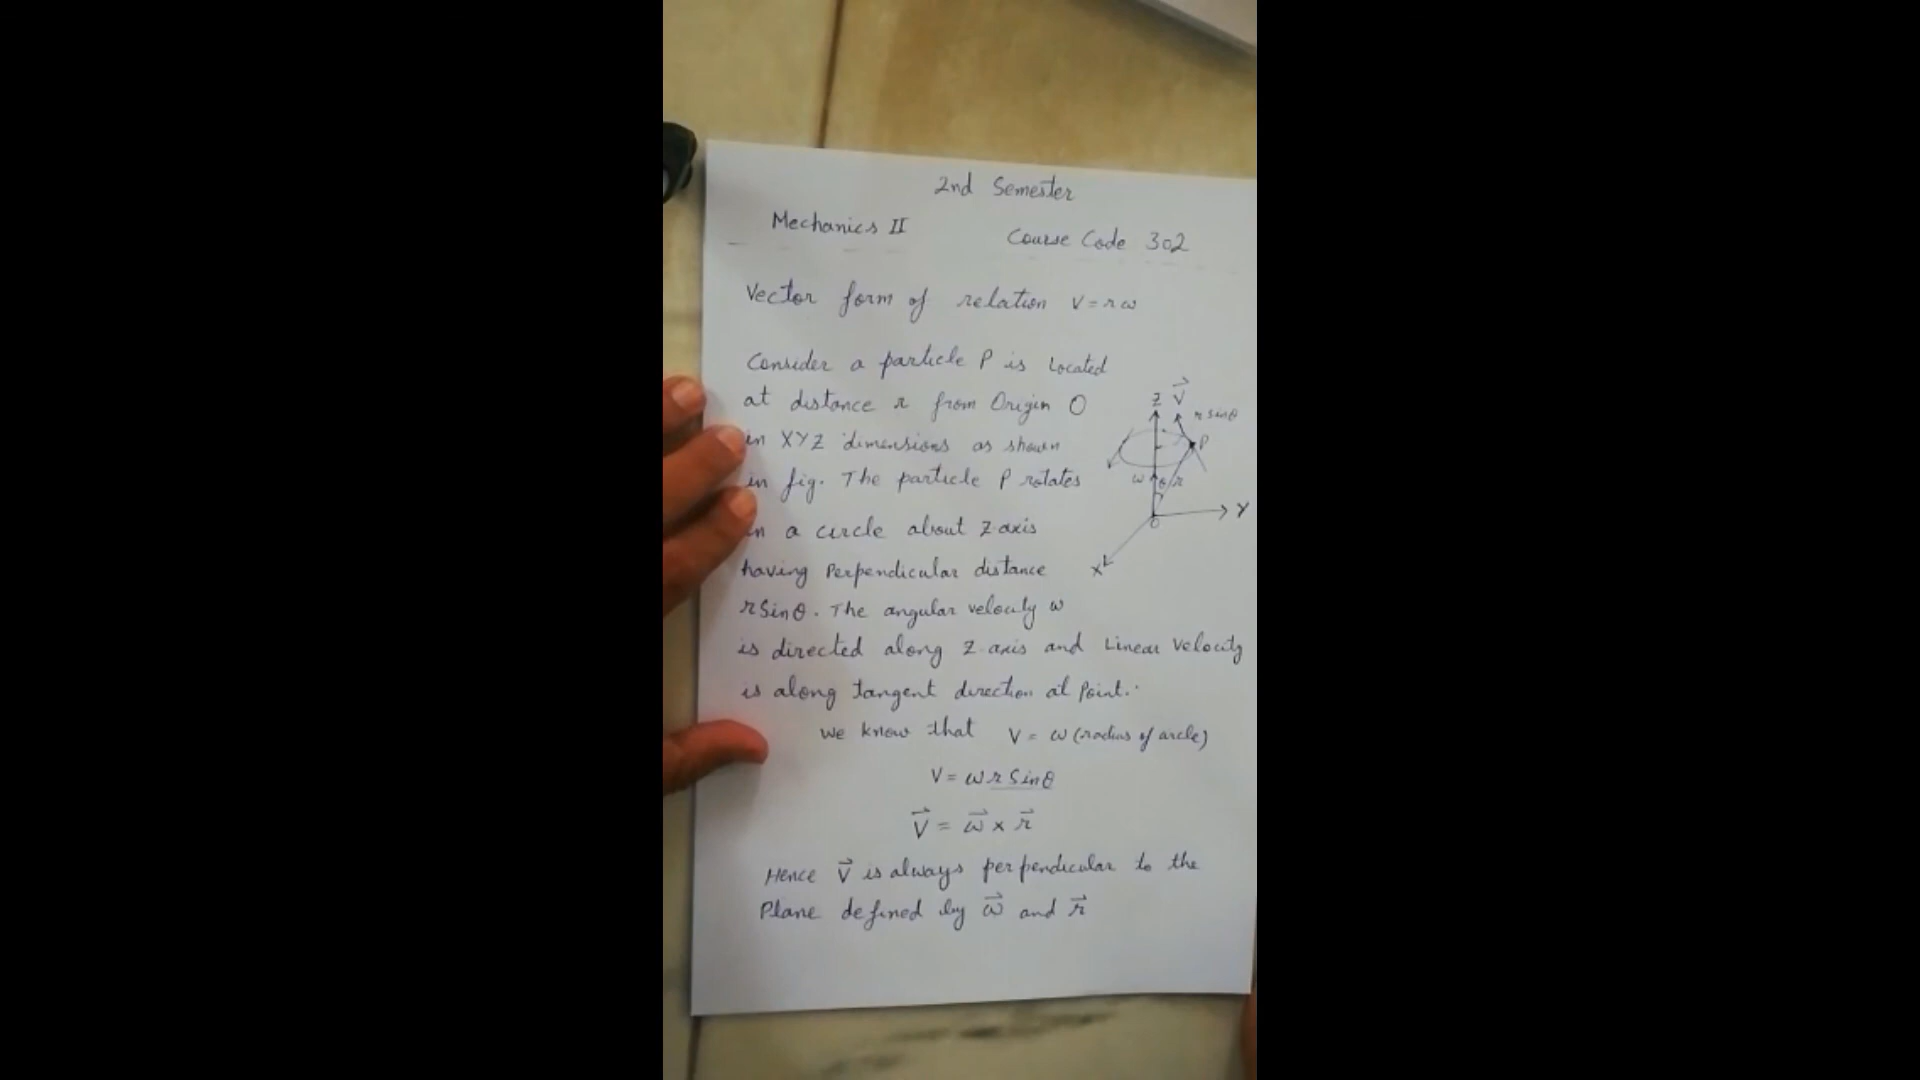 2nd Semester
Mechanics II
Course Code 302
Vector form of relation V = rω
Consider a particle P is Located
at distance r from Origin O
in XYZ dimensions as shown
in fig. The particle P rotates
in a circle about Z axis
having Perpendicular distance
r Sinθ. The angular velocity ω
is directed along Z axis and Linear Velocity
is along tangent direction at Point.
Z V⃗
r Sinθ
P
ω θ r
O
Y
X
We know that V = ω (radius of circle)
V = ω r Sinθ
V⃗ = ω⃗ × r⃗
Hence V⃗ is always perpendicular to the
Plane defined by ω⃗ and r⃗